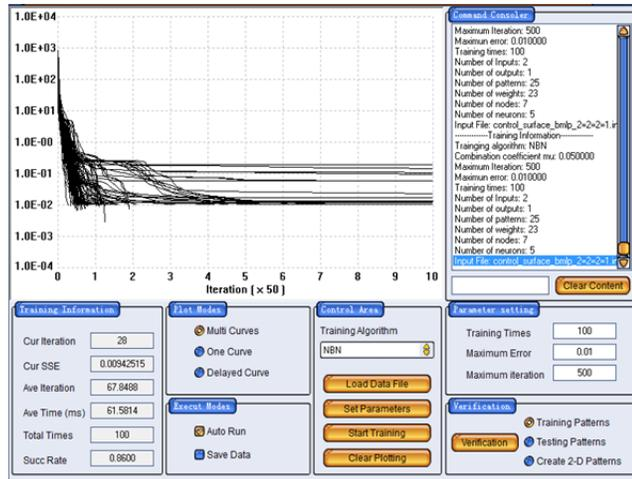 1.0E+04
1.0E+03
1.0E+02
1.0E+01
1.0E-00
1.0E-01
1.0E-02
1.0E-03
1.0E-04
0 1 2 3 4 5 6 7 8 9 10
Iteration ( x 50 )
Command Consoler
Maximum Iteration: 500
Maximun error: 0.010000
Training times: 100
Number of Inputs: 2
Number of outputs: 1
Number of patterns: 25
Number of weights: 23
Number of nodes: 7
Number of neurons: 5
Input File: control_surface_bmlp_2=2=2=1.ir
----------Training Information----------
Trainging algorithm: NBN
Combination coefficient mu: 0.050000
Maximum Iteration: 500
Maximum error: 0.010000
Training times: 100
Number of Inputs: 2
Number of outputs: 1
Number of patterns: 25
Number of weights: 23
Number of nodes: 7
Number of neurons: 5
Input File: control_surface_bmlp_2=2=2=1.ir
Clear Content
Training Information
Cur Iteration 28
Cur SSE 0.00942515
Ave Iteration 67.8488
Ave Time (ms) 61.5814
Total Times 100
Succ Rate 0.8600
Plot Modes
Multi Curves
One Curve
Delayed Curve
Execut Modes
Auto Run
Save Data
Control Area
Training Algorithm
NBN
Load Data File
Set Parameters
Start Training
Clear Plotting
Parameter setting
Training Times 100
Maximum Error 0.01
Maximum iteration 500
Verification
Verification
Training Patterns
Testing Patterns
Create 2-D Patterns